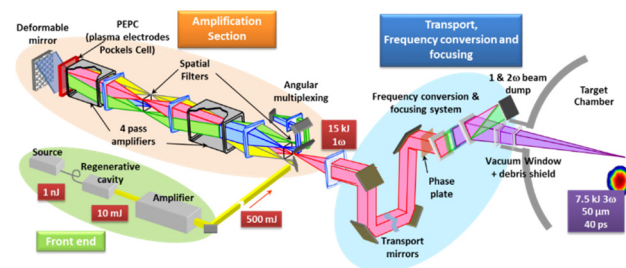 Deformable
mirror
PEPC
(plasma electrodes
Pockels Cell)
Amplification
Section
Spatial
Filters
Angular
multiplexing
4 pass
amplifiers
Source
1 nJ
Regenerative
cavity
10 mJ
Amplifier
500 mJ
Front end
15 kJ
1ω
Transport,
Frequency conversion and
focusing
Frequency conversion &
focusing system
1 & 2ω beam
dump
Target
Chamber
Phase
plate
Vacuum Window
+ debris shield
Transport
mirrors
7.5 kJ 3ω
50 µm
40 ps